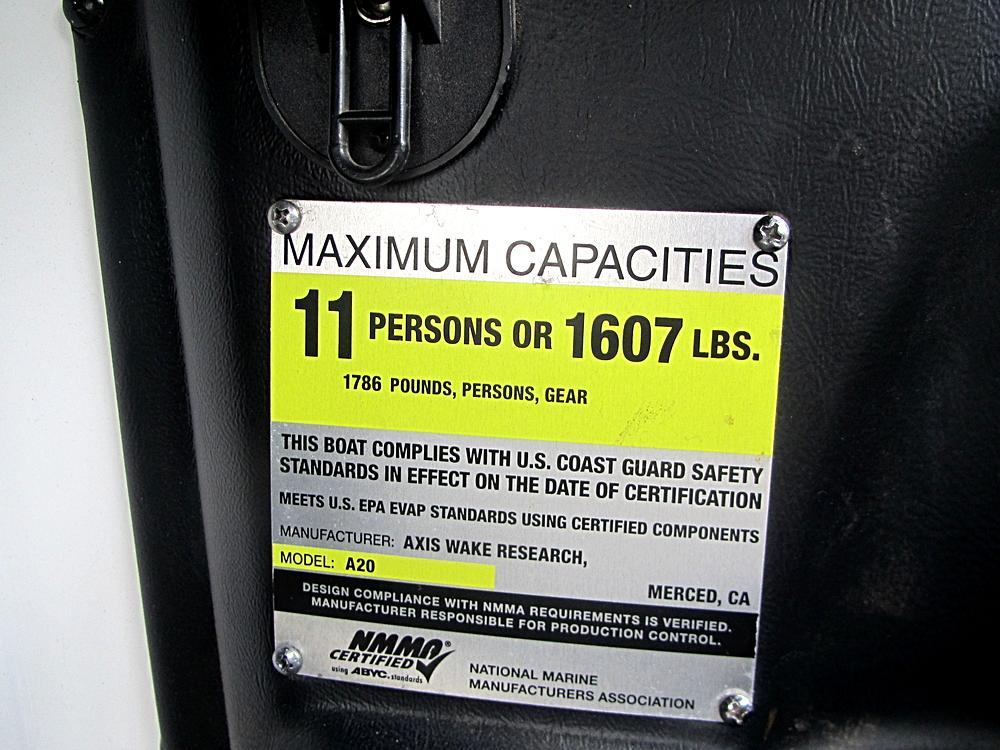 MAXIMUM CAPACITIES
11 PERSONS OR 1607 LBS.
1786 POUNDS, PERSONS, GEAR
THIS BOAT COMPLIES WITH U.S. COAST GUARD SAFETY
STANDARDS IN EFFECT ON THE DATE OF CERTIFICATION
MEETS U.S. EPA EVAP STANDARDS USING CERTIFIED COMPONENTS
MANUFACTURER: AXIS WAKE RESEARCH,
MODEL: A20
MERCED, CA
DESIGN COMPLIANCE WITH NMMA REQUIREMENTS IS VERIFIED.
MANUFACTURER RESPONSIBLE FOR PRODUCTION CONTROL.
NMMA®
CERTIFIED
using ABYC. standards
NATIONAL MARINE
MANUFACTURERS ASSOCIATION